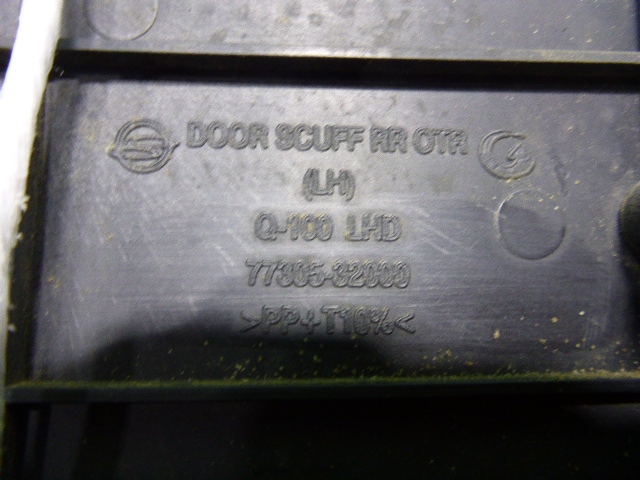 DOOR SCUFF RR OTR
(LH)
Q-100 LHD
77305-32000
>PP+T10%<